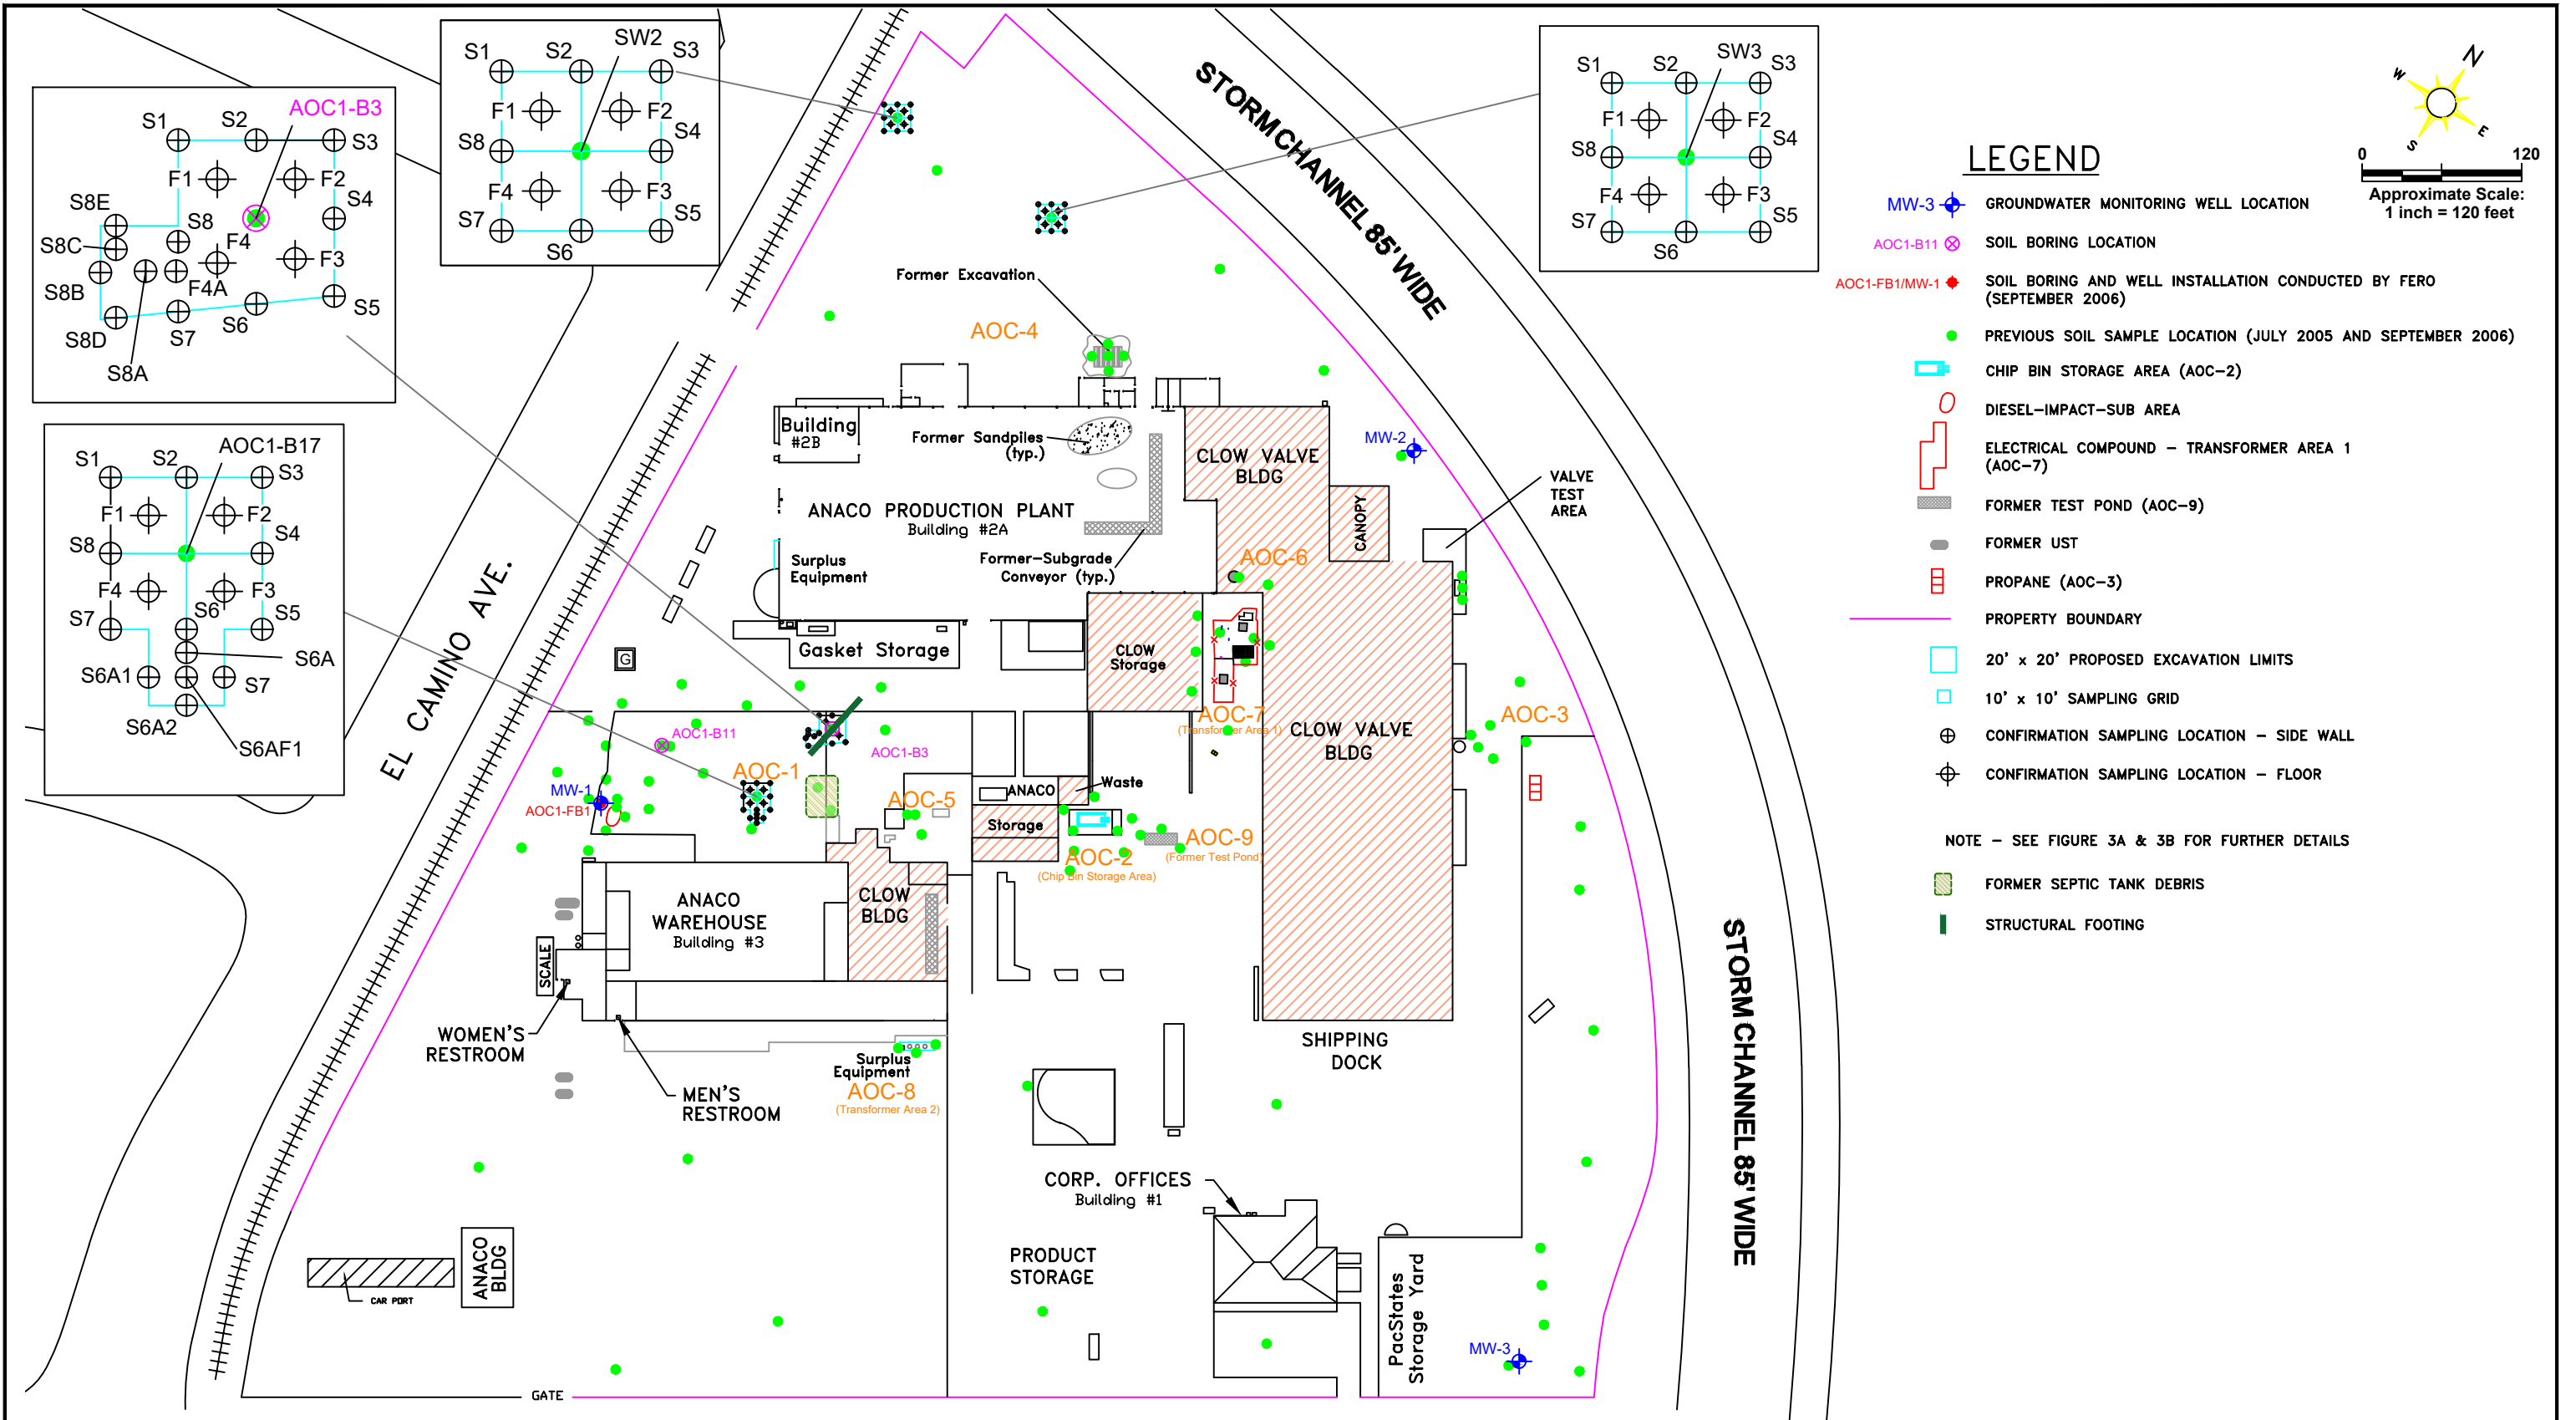 S1
S2
SW2
S3
F1
F2
S8
S4
F4
F3
S7
S6
S5
AOC1-B3
S1
S2
S3
F1
F2
S8E
S4
S8
S8C
F4
F3
S8B
F4A
S5
S8D
S7
S6
S8A
AOC1-B17
S1
S2
S3
F1
F2
S8
S4
F4
F3
S7
S6
S5
S6A
S6A1
S7
S6A2
S6AF1
SW3
S1
S2
S3
F1
F2
S8
S4
F4
F3
S7
S6
S5
STORM CHANNEL 85' WIDE
STORM CHANNEL 85' WIDE
EL CAMINO AVE.
Former Excavation
AOC-4
Building
#2B
Former Sandpiles
(typ.)
CLOW VALVE
BLDG
MW-2
VALVE
TEST
AREA
CANOPY
ANACO PRODUCTION PLANT
Building #2A
Former-Subgrade
Conveyor (typ.)
AOC-6
Surplus
Equipment
Gasket Storage
CLOW
Storage
G
AOC-7
(Transformer Area 1)
CLOW VALVE
BLDG
AOC-3
AOC1-B11
AOC1-B3
AOC-1
MW-1
AOC1-FB1
AOC-5
ANACO
Waste
Storage
AOC-9
(Former Test Pond)
AOC-2
(Chip Bin Storage Area)
CLOW
BLDG
ANACO
WAREHOUSE
Building #3
SCALE
WOMEN'S
RESTROOM
MEN'S
RESTROOM
Surplus
Equipment
AOC-8
(Transformer Area 2)
SHIPPING
DOCK
CORP. OFFICES
Building #1
PRODUCT
STORAGE
PacStates
Storage Yard
MW-3
ANACO
BLDG
CAR PORT
GATE
N
W
E
S
0
120
Approximate Scale:
1 inch = 120 feet
LEGEND
MW-3 GROUNDWATER MONITORING WELL LOCATION
AOC1-B11 SOIL BORING LOCATION
AOC1-FB1/MW-1 SOIL BORING AND WELL INSTALLATION CONDUCTED BY FERO
(SEPTEMBER 2006)
PREVIOUS SOIL SAMPLE LOCATION (JULY 2005 AND SEPTEMBER 2006)
CHIP BIN STORAGE AREA (AOC-2)
DIESEL-IMPACT-SUB AREA
ELECTRICAL COMPOUND - TRANSFORMER AREA 1
(AOC-7)
FORMER TEST POND (AOC-9)
FORMER UST
PROPANE (AOC-3)
PROPERTY BOUNDARY
20' x 20' PROPOSED EXCAVATION LIMITS
10' x 10' SAMPLING GRID
CONFIRMATION SAMPLING LOCATION - SIDE WALL
CONFIRMATION SAMPLING LOCATION - FLOOR
NOTE - SEE FIGURE 3A & 3B FOR FURTHER DETAILS
FORMER SEPTIC TANK DEBRIS
STRUCTURAL FOOTING